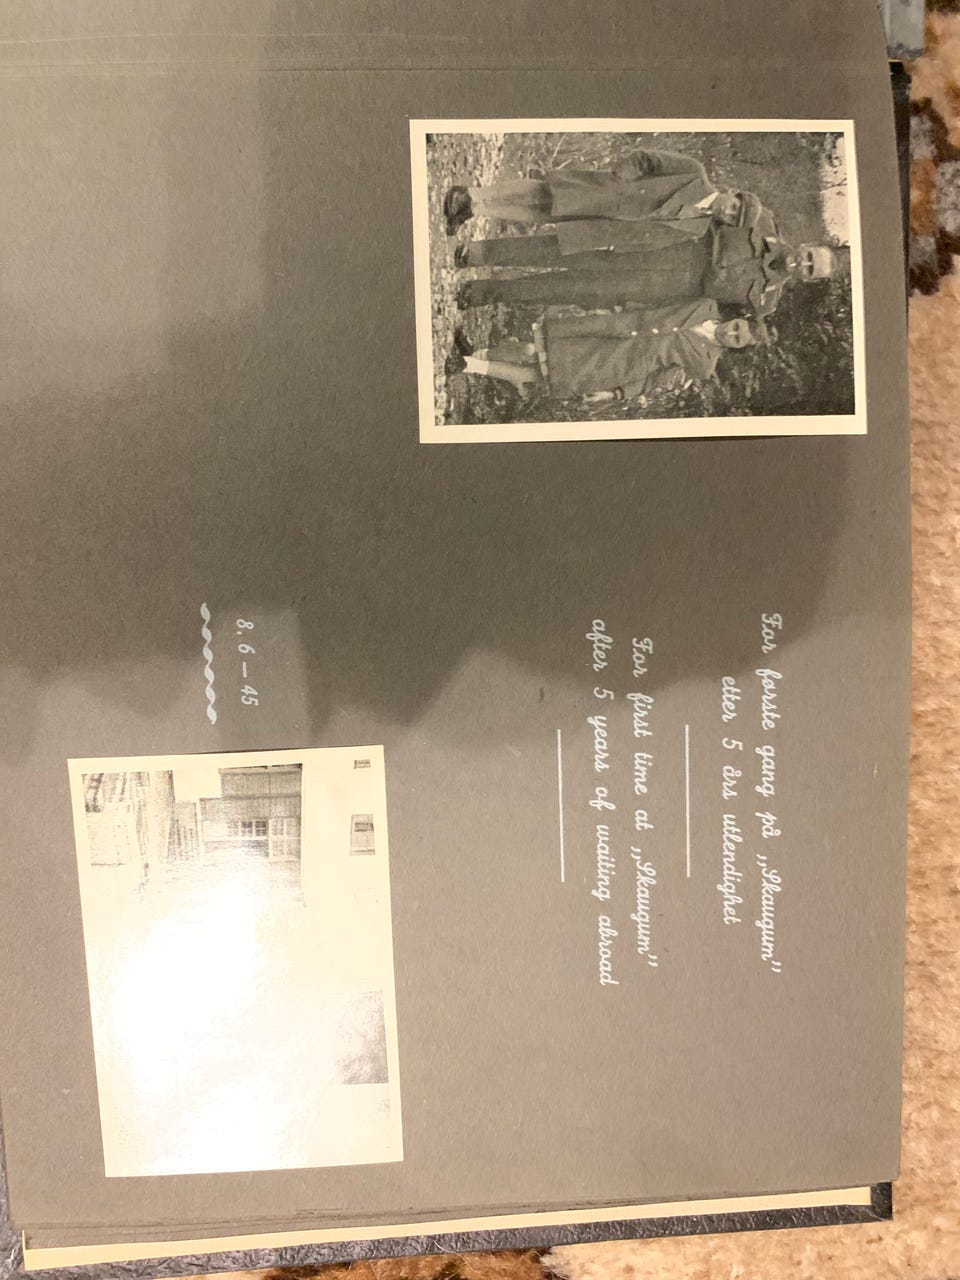 For første gang på „Skaugum”
etter 5 års utlendighet
For first time at „Skaugum”
after 5 years of waiting abroad
8. 6 – 45